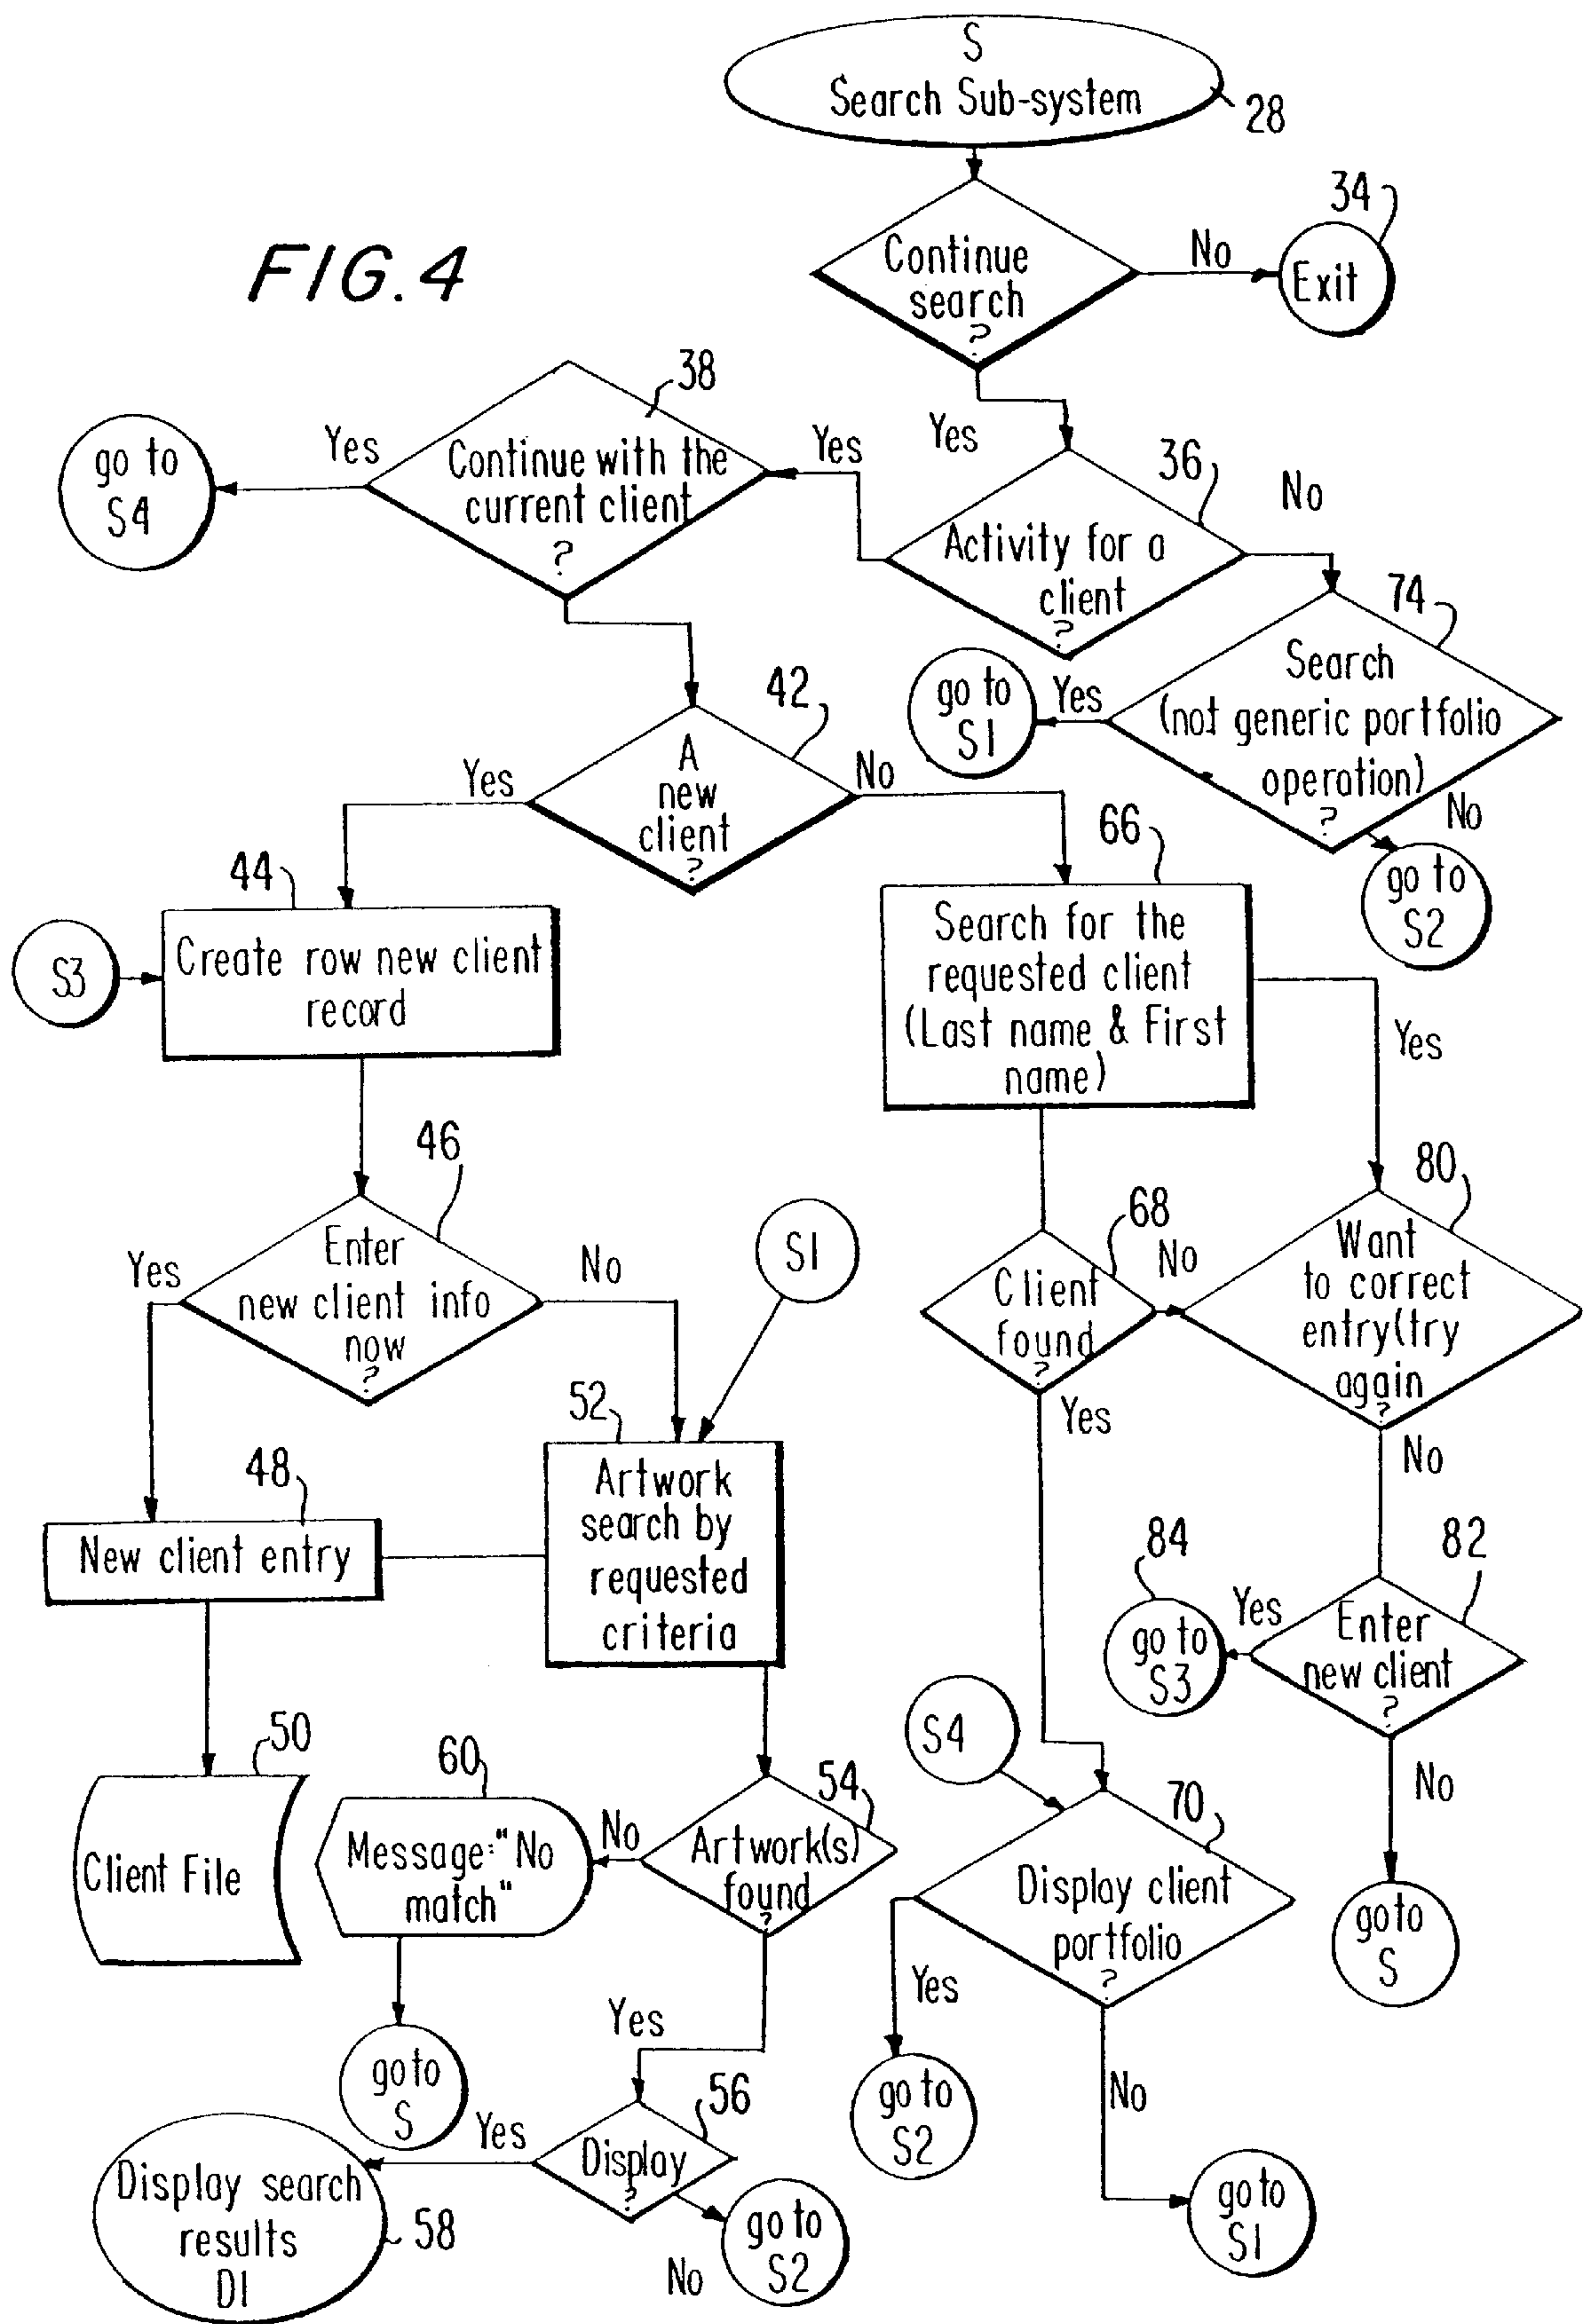 S
Search Sub-system
28
FIG. 4
Continue
search
?
No
34
Exit
Yes
38
Continue with the
current client
?
Yes
go to
S4
Yes
36
Activity for a
client
?
No
74
Search
(not generic portfolio
operation)
?
Yes
go to
S1
No
go to
S2
42
A
new
client
?
Yes
No
44
Create row new client
record
S3
66
Search for the
requested client
(Last name & First
name)
Yes
46
Enter
new client info
now
?
Yes
No
S1
68
Client
found
?
No
Yes
80
Want
to correct
entry(try
again
?
No
48
New client entry
52
Artwork
search by
requested
criteria
84
go to
S3
Yes
82
Enter
new client
?
No
go to
S
50
Client File
60
Message:"No
match"
No
54
Artwork(s)
found
?
S4
70
Display client
portfolio
?
Yes
go to
S2
No
go to
S1
go to
S
Yes
56
Display
?
Yes
Display search
results
D1
58
No
go to
S2